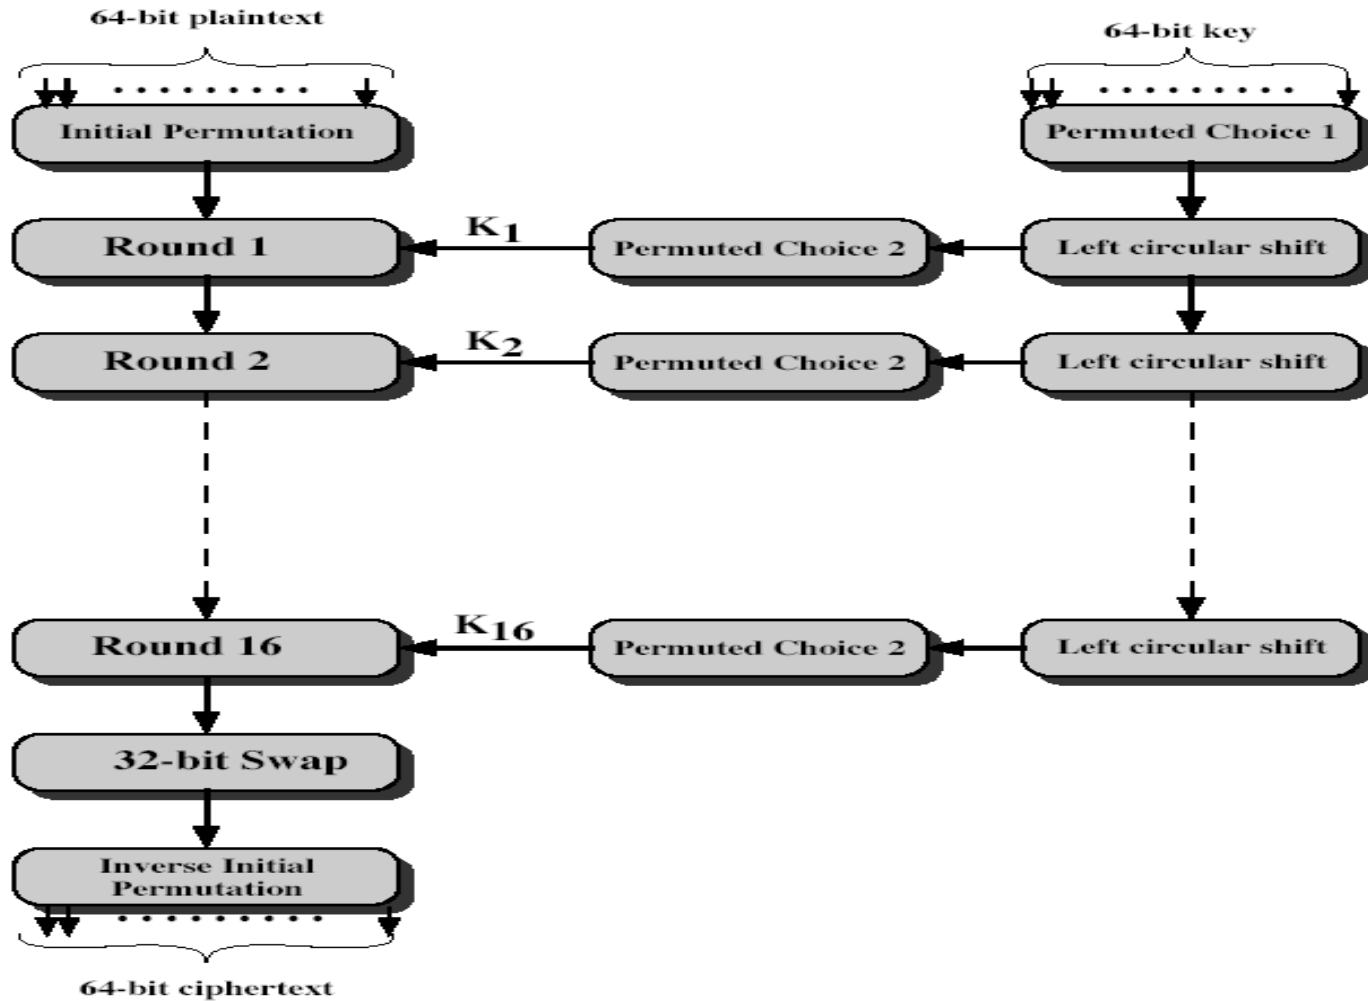 64-bit plaintext
64-bit key
Initial Permutation
Permuted Choice 1
Round 1
K1
Permuted Choice 2
Left circular shift
Round 2
K2
Permuted Choice 2
Left circular shift
Round 16
K16
Permuted Choice 2
Left circular shift
32-bit Swap
Inverse Initial
Permutation
64-bit ciphertext